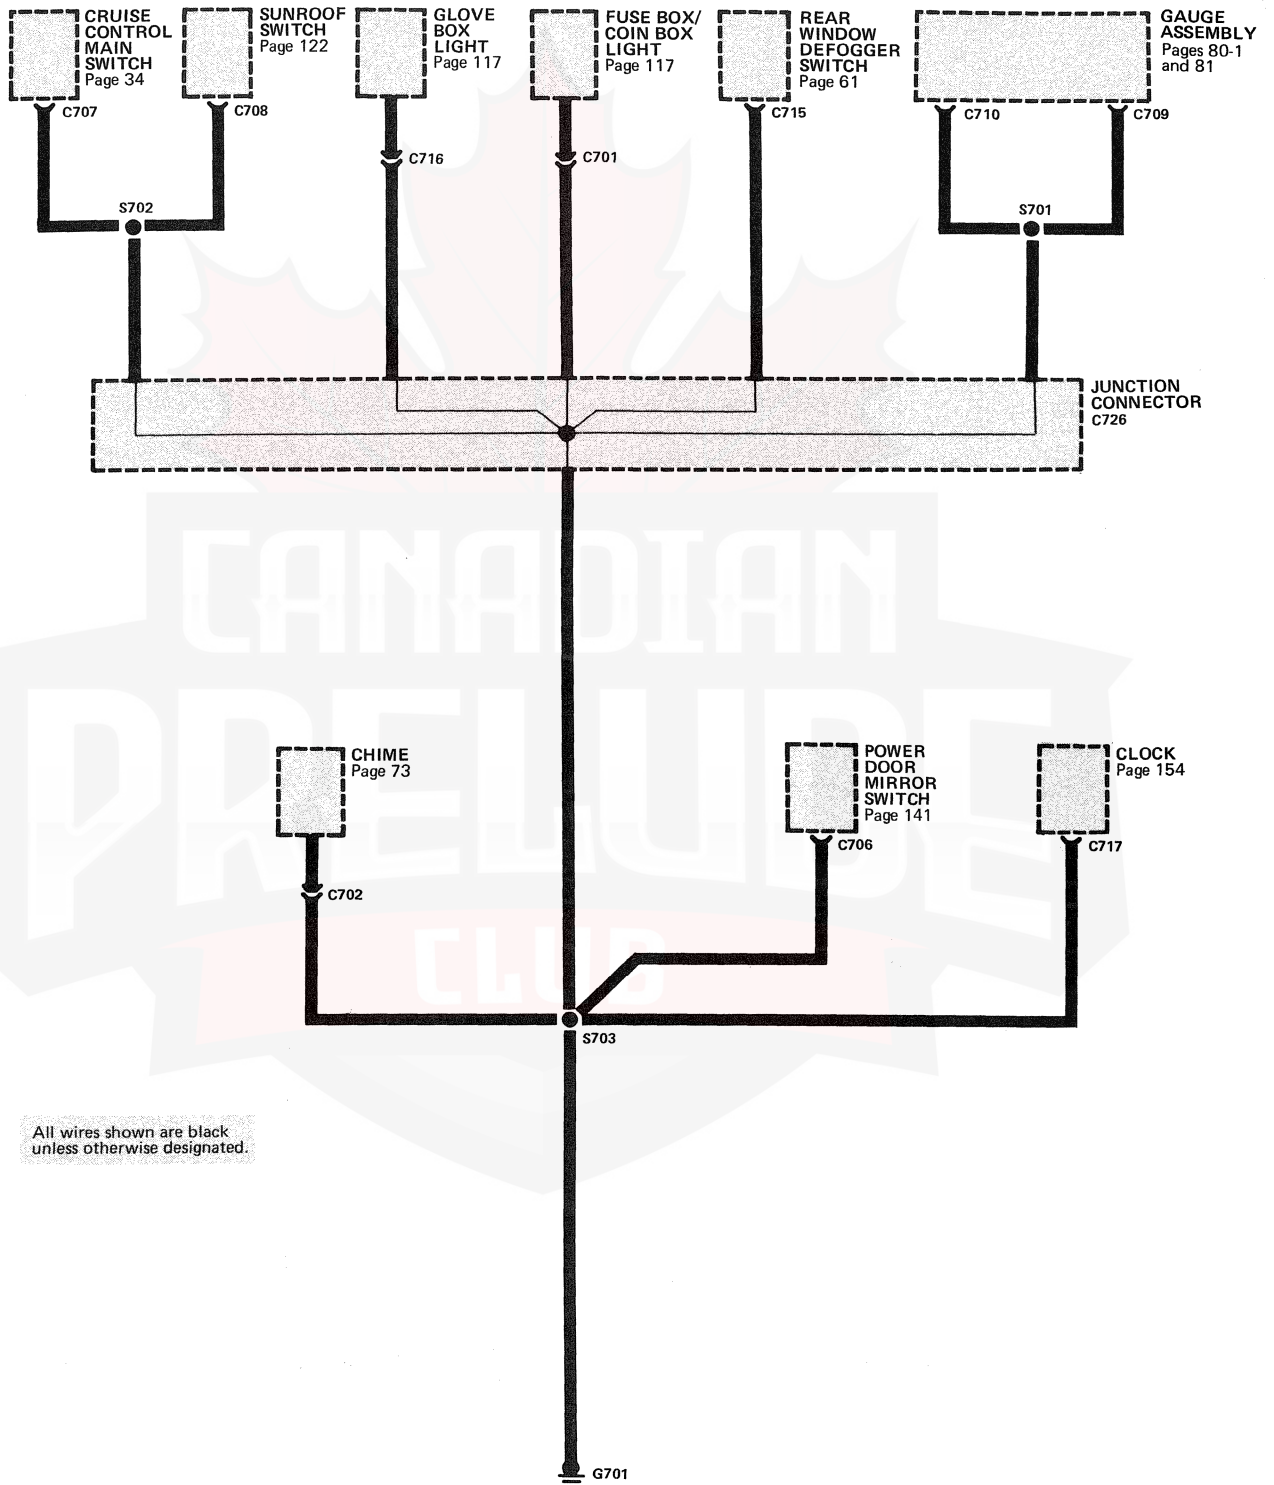 CRUISE
CONTROL
MAIN
SWITCH
Page 34
C707
SUNROOF
SWITCH
Page 122
C708
GLOVE
BOX
LIGHT
Page 117
C716
FUSE BOX/
COIN BOX
LIGHT
Page 117
C701
REAR
WINDOW
DEFOGGER
SWITCH
Page 61
C715
GAUGE
ASSEMBLY
Pages 80-1
and 81
C710
C709
S702
S701
JUNCTION
CONNECTOR
C726
CANADIAN
PRELUDE
CLUB
CHIME
Page 73
C702
POWER
DOOR
MIRROR
SWITCH
Page 141
C706
CLOCK
Page 154
C717
S703
All wires shown are black
unless otherwise designated.
G701